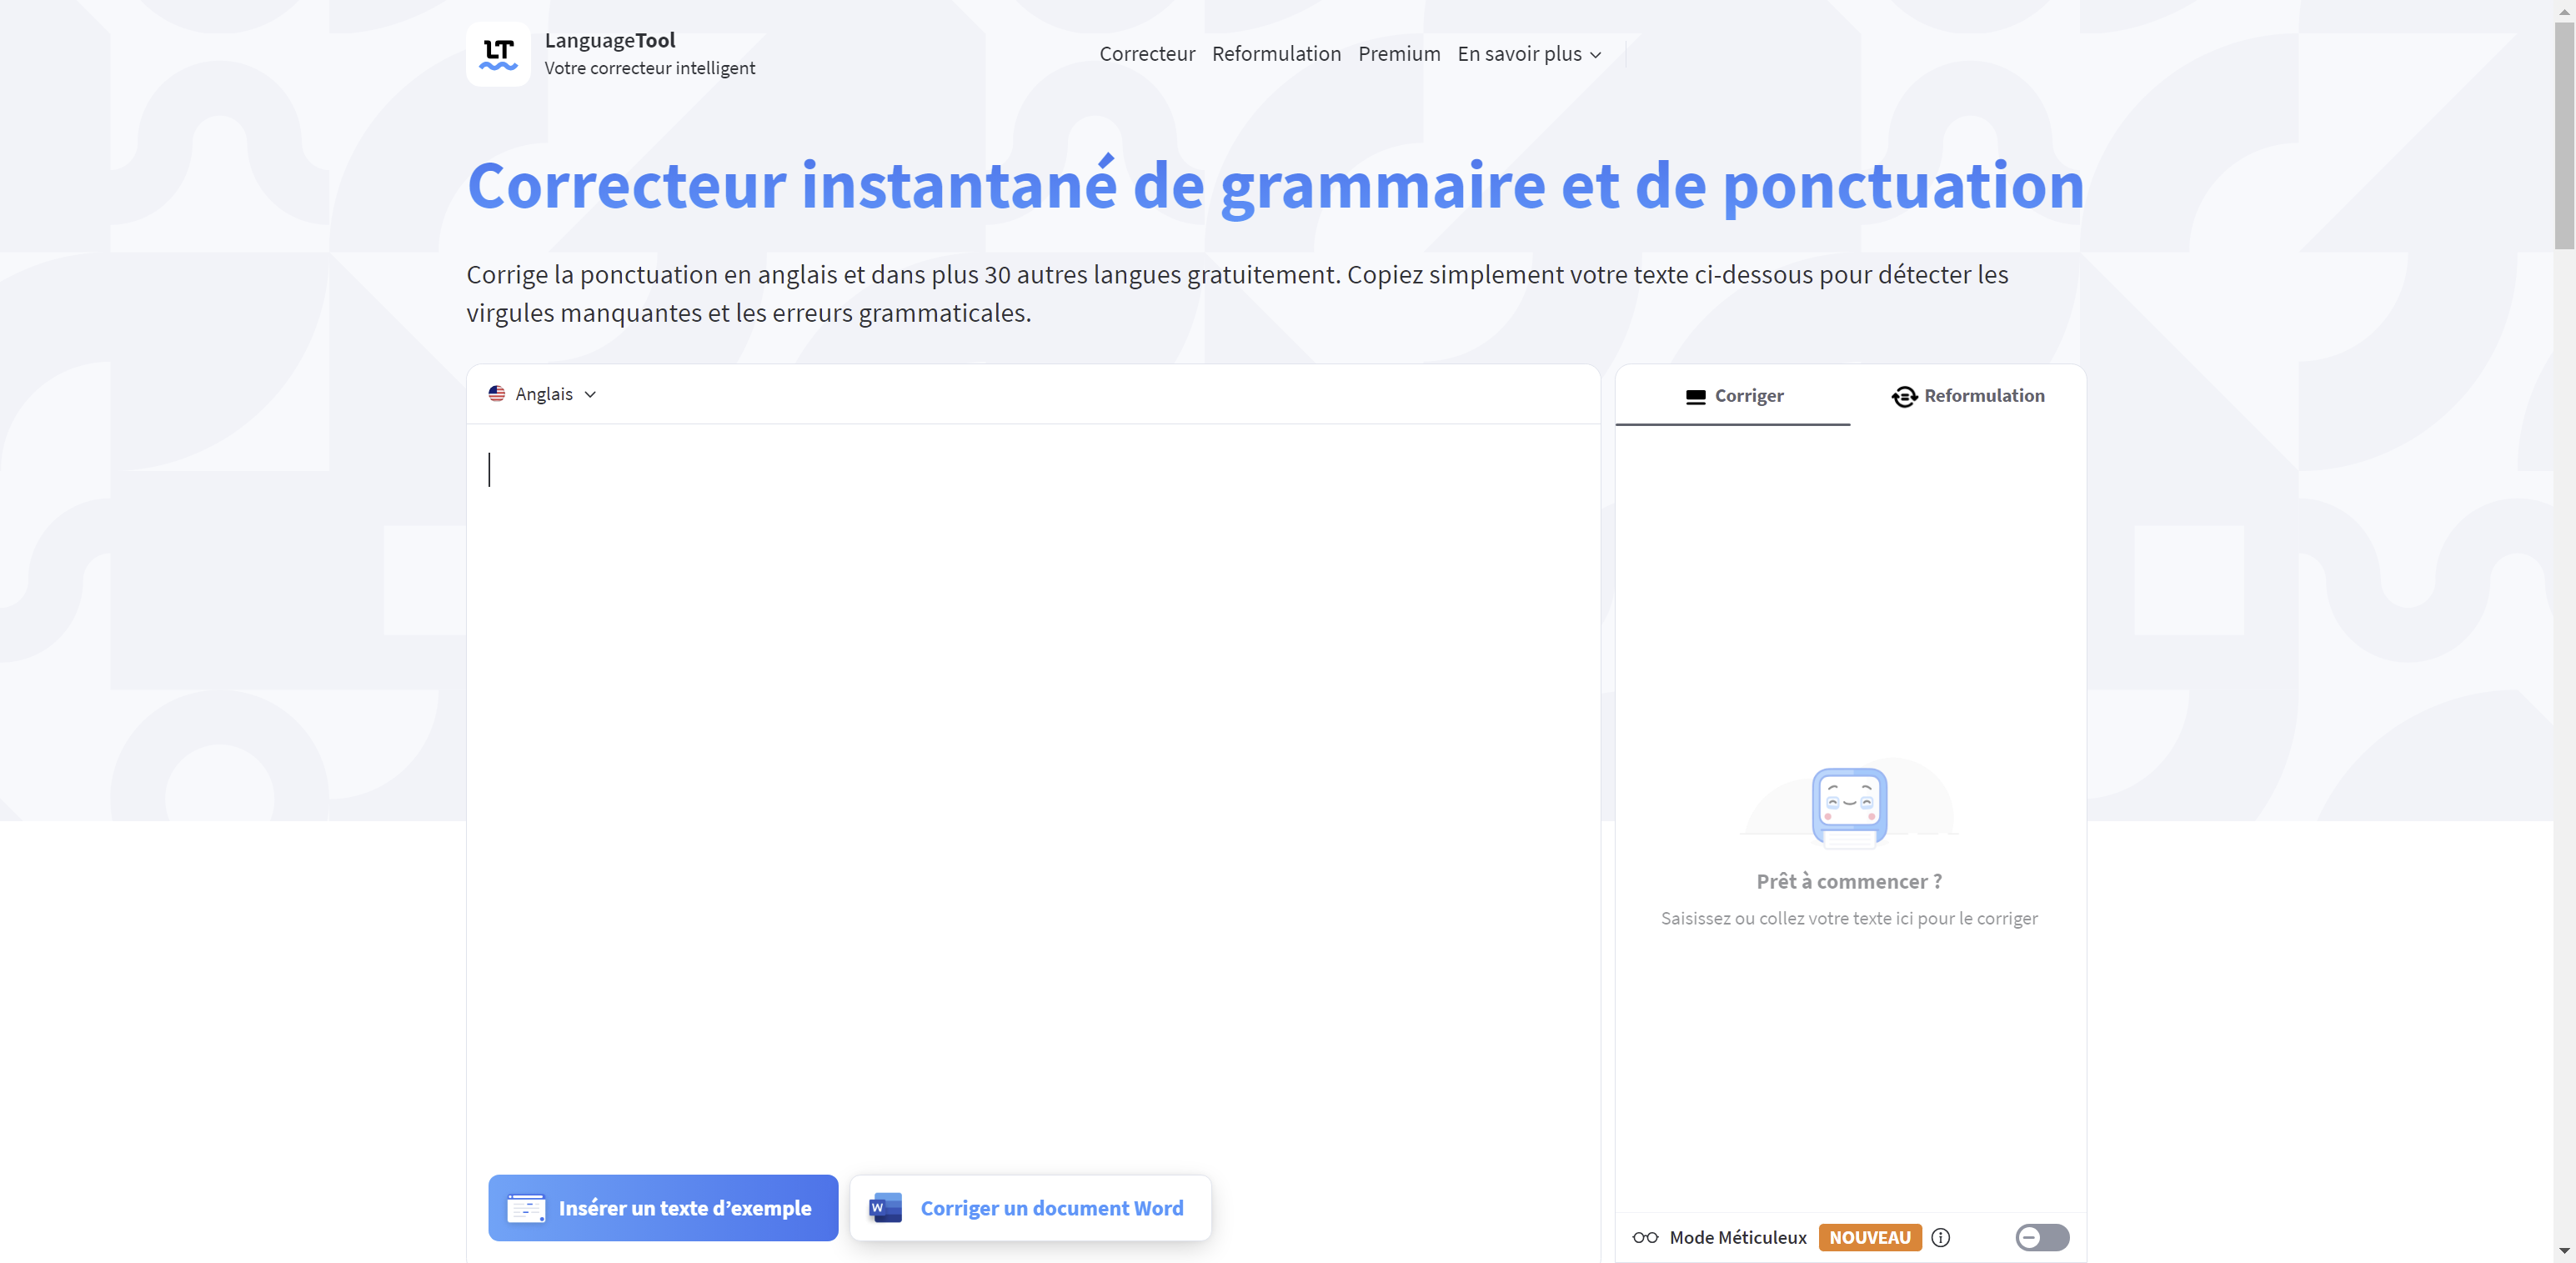 LT
LanguageTool
Votre correcteur intelligent
Correcteur Reformulation Premium En savoir plus
Correcteur instantané de grammaire et de ponctuation
Corrige la ponctuation en anglais et dans plus 30 autres langues gratuitement. Copiez simplement votre texte ci-dessous pour détecter les
virgules manquantes et les erreurs grammaticales.
Anglais
Corriger Reformulation
Prêt à commencer ?
Saisissez ou collez votre texte ici pour le corriger
Insérer un texte d’exemple
W Corriger un document Word
Mode Méticuleux NOUVEAU